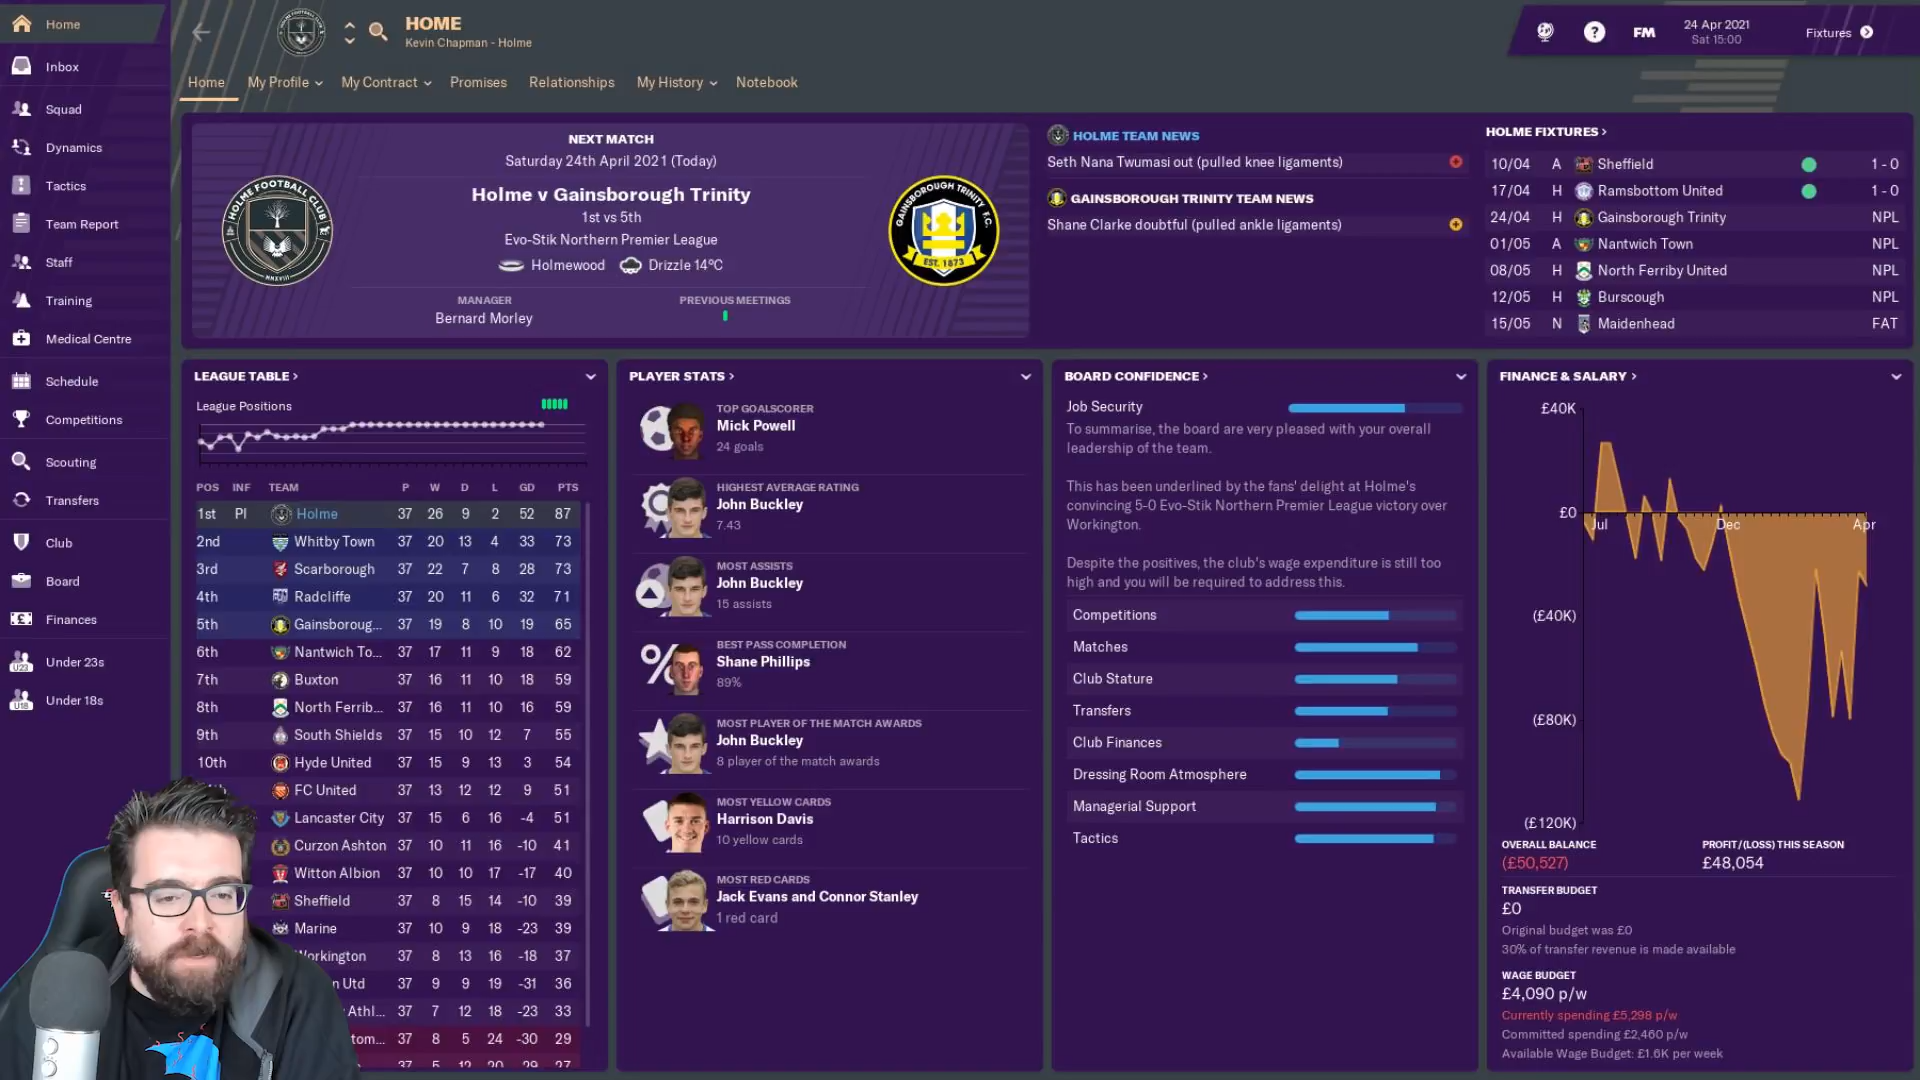 Home
Inbox
Squad
Dynamics
Tactics
Team Report
Staff
Training
Medical Centre
Schedule
Competitions
Scouting
Transfers
Club
Board
Finances
U23 Under 23s
U18 Under 18s
HOME
Kevin Chapman - Holme
? FM
24 Apr 2021
Sat 15:00
Fixtures
Home My Profile My Contract Promises Relationships My History Notebook
NEXT MATCH
Saturday 24th April 2021 (Today)
Holme v Gainsborough Trinity
1st vs 5th
Evo-Stik Northern Premier League
Holmewood Drizzle 14°C
MANAGER
Bernard Morley
PREVIOUS MEETINGS
HOLME FOOTBALL CLUB
MMXVIII
GAINSBOROUGH TRINITY F.C.
EST. 1873
HOLME TEAM NEWS
Seth Nana Twumasi out (pulled knee ligaments)
GAINSBOROUGH TRINITY TEAM NEWS
Shane Clarke doubtful (pulled ankle ligaments)
HOLME FIXTURES >
10/04 A Sheffield 1 - 0
17/04 H Ramsbottom United 1 - 0
24/04 H Gainsborough Trinity NPL
01/05 A Nantwich Town NPL
08/05 H North Ferriby United NPL
12/05 H Burscough NPL
15/05 N Maidenhead FAT
LEAGUE TABLE >
League Positions
POS INF TEAM P W D L GD PTS
1st Pl Holme 37 26 9 2 52 87
2nd Whitby Town 37 20 13 4 33 73
3rd Scarborough 37 22 7 8 28 73
4th Radcliffe 37 20 11 6 32 71
5th Gainsboroug... 37 19 8 10 19 65
6th Nantwich To... 37 17 11 9 18 62
7th Buxton 37 16 11 10 18 59
8th North Ferrib... 37 16 11 10 16 59
9th South Shields 37 15 10 12 7 55
10th Hyde United 37 15 9 13 3 54
FC United 37 13 12 12 9 51
Lancaster City 37 15 6 16 -4 51
Curzon Ashton 37 10 11 16 -10 41
Witton Albion 37 10 10 17 -17 40
Sheffield 37 8 15 14 -10 39
Marine 37 10 9 18 -23 39
Workington 37 8 13 16 -18 37
n Utd 37 9 9 19 -31 36
Athl... 37 7 12 18 -23 33
tom... 37 8 5 24 -30 29
37 5 12 20 -29 27
PLAYER STATS >
TOP GOALSCORER
Mick Powell
24 goals
HIGHEST AVERAGE RATING
John Buckley
7.43
MOST ASSISTS
John Buckley
15 assists
BEST PASS COMPLETION
Shane Phillips
89%
MOST PLAYER OF THE MATCH AWARDS
John Buckley
8 player of the match awards
MOST YELLOW CARDS
Harrison Davis
10 yellow cards
MOST RED CARDS
Jack Evans and Connor Stanley
1 red card
BOARD CONFIDENCE >
Job Security
To summarise, the board are very pleased with your overall
leadership of the team.
This has been underlined by the fans' delight at Holme's
convincing 5-0 Evo-Stik Northern Premier League victory over
Workington.
Despite the positives, the club's wage expenditure is still too
high and you will be required to address this.
Competitions
Matches
Club Stature
Transfers
Club Finances
Dressing Room Atmosphere
Managerial Support
Tactics
FINANCE & SALARY >
£40K
£0
Jul Dec Apr
(£40K)
(£80K)
(£120K)
OVERALL BALANCE
(£50,527)
PROFIT/(LOSS) THIS SEASON
£48,054
TRANSFER BUDGET
£0
Original budget was £0
30% of transfer revenue is made available
WAGE BUDGET
£4,090 p/w
Currently spending £5,298 p/w
Committed spending £2,460 p/w
Available Wage Budget: £1.6K per week